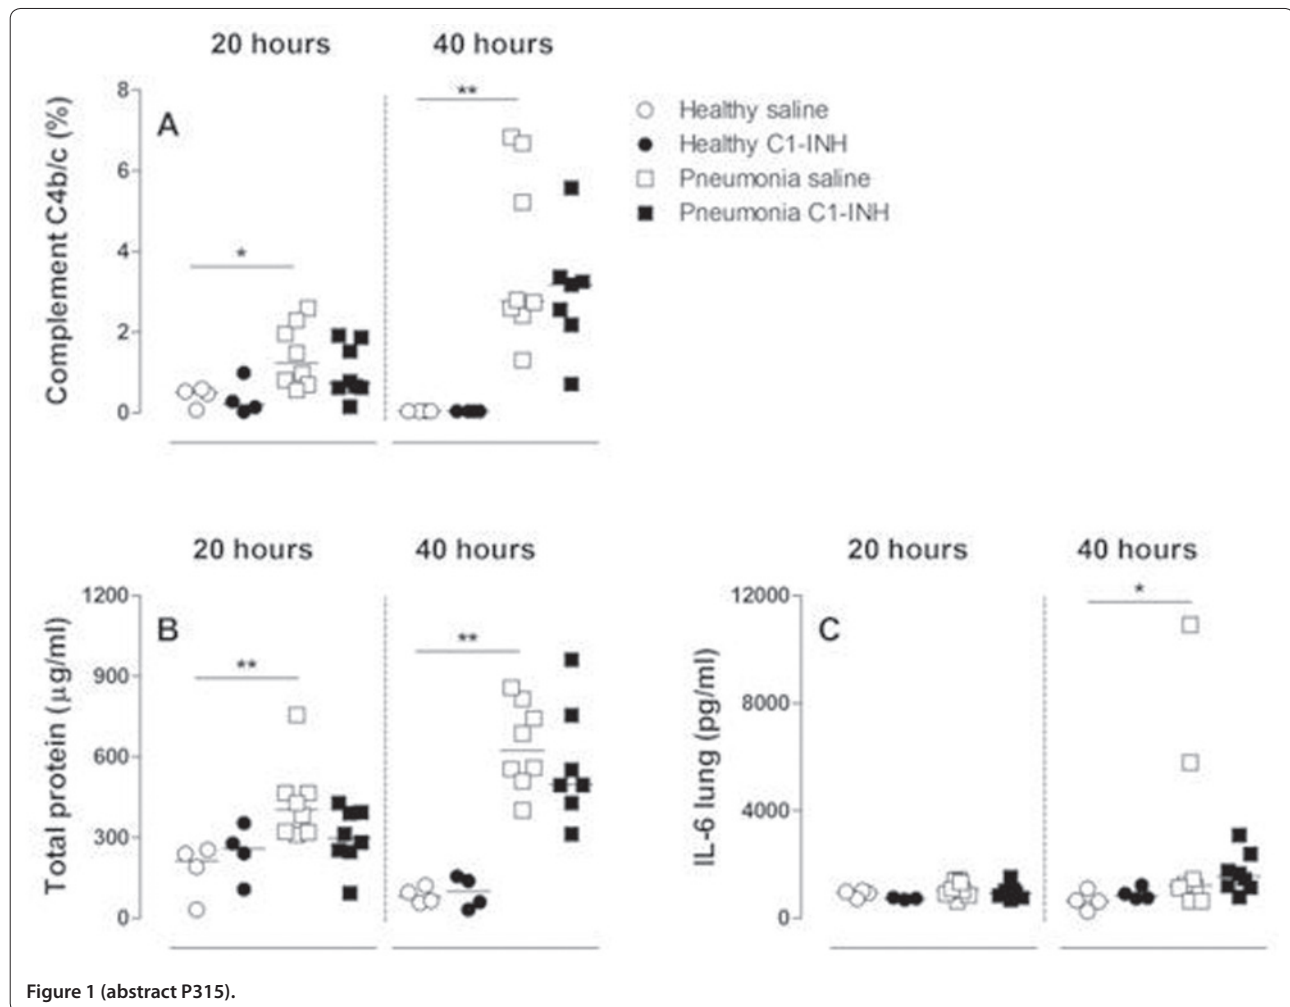 20 hours 40 hours
Complement C4b/c (%)
8
6
4
2
0
A
*
**
Healthy saline
Healthy C1-INH
Pneumonia saline
Pneumonia C1-INH
20 hours 40 hours
Total protein (μg/ml)
1200
900
600
300
0
B
**
**
20 hours 40 hours
IL-6 lung (pg/ml)
12000
8000
4000
0
C
*
Figure 1 (abstract P315).